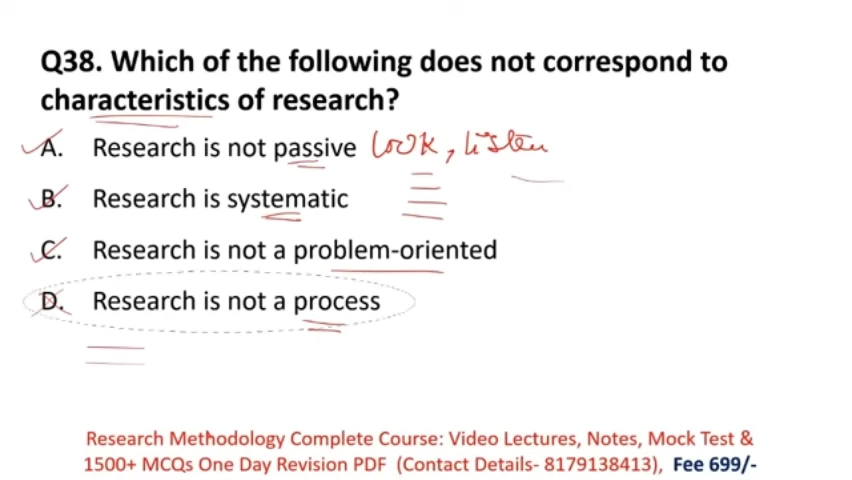 Q38. Which of the following does not correspond to
characteristics of research?
A. Research is not passive look, listen
B. Research is systematic
C. Research is not a problem-oriented
D. Research is not a process
Research Methodology Complete Course: Video Lectures, Notes, Mock Test &
1500+ MCQs One Day Revision PDF (Contact Details- 8179138413), Fee 699/-